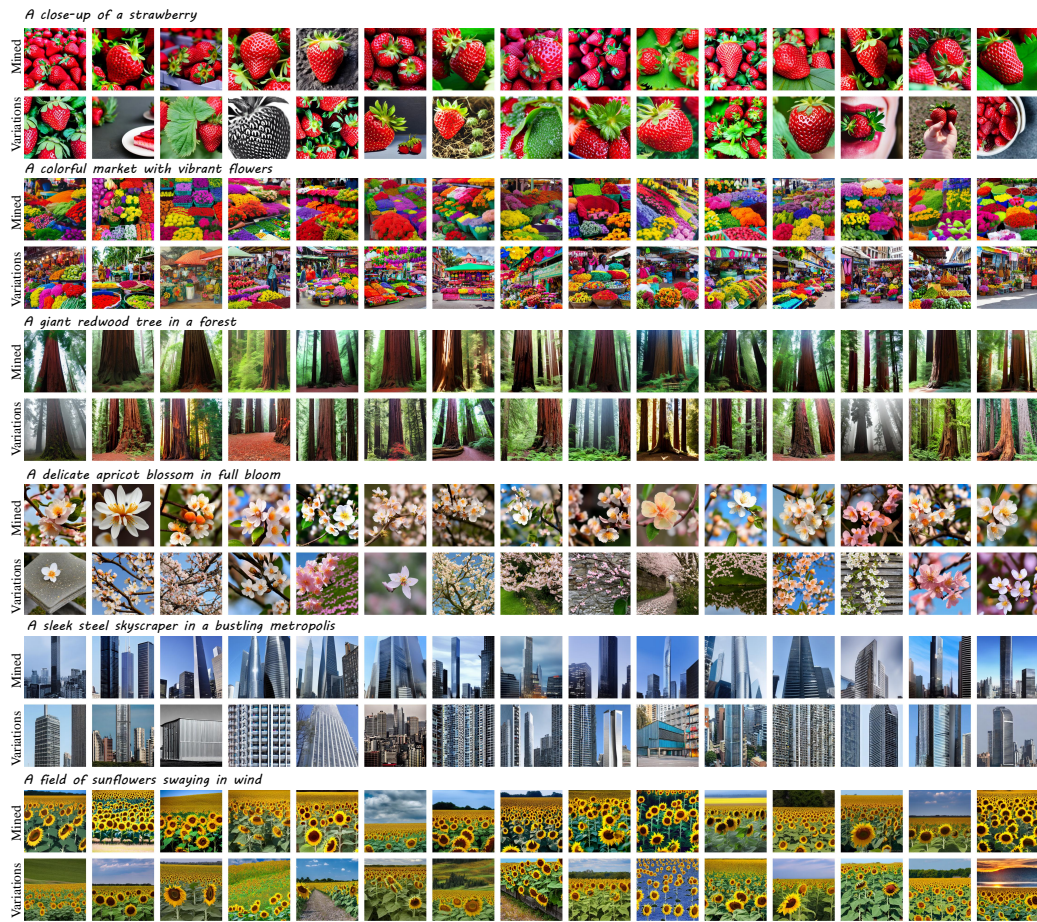 A close-up of a strawberry
Mined
Variations
A colorful market with vibrant flowers
Mined
Variations
A giant redwood tree in a forest
Mined
Variations
A delicate apricot blossom in full bloom
Mined
Variations
A sleek steel skyscraper in a bustling metropolis
Mined
Variations
A field of sunflowers swaying in wind
Mined
Variations